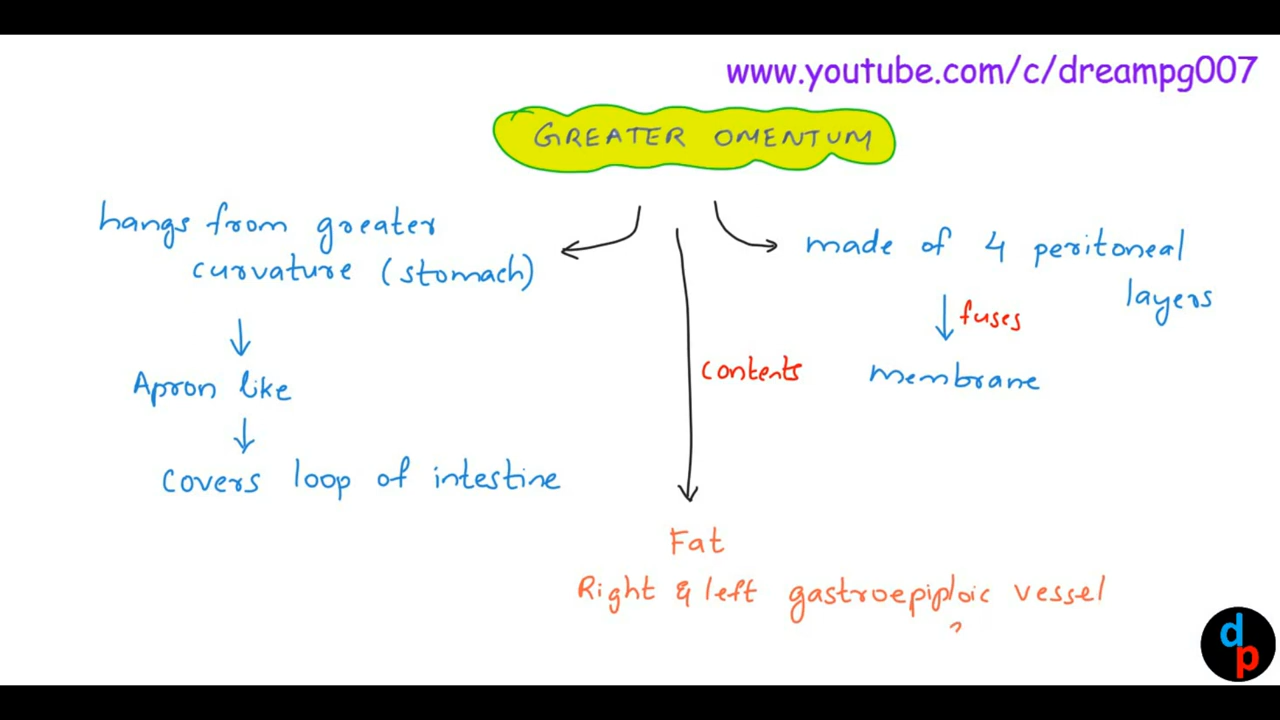 www.youtube.com/c/dreampg007
GREATER OMENTUM
hangs from greater
curvature (stomach)
↓
Apron like
↓
covers loop of intestine
contents
Fat
Right & left gastroepiploic vessel
made of 4 peritoneal
layers
↓ fuses
membrane
dp